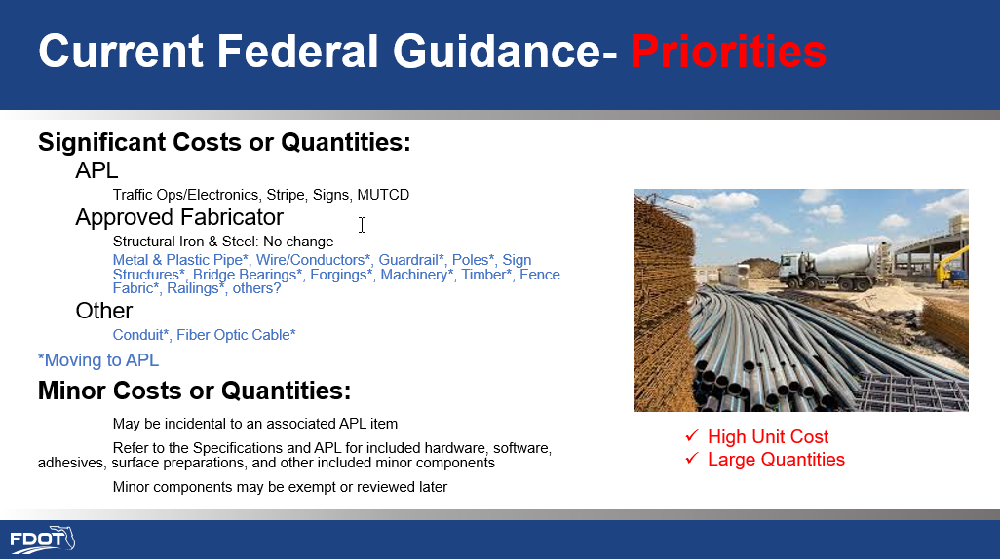 Current Federal Guidance- Priorities
Significant Costs or Quantities:
APL
Traffic Ops/Electronics, Stripe, Signs, MUTCD
Approved Fabricator
Structural Iron & Steel: No change
Metal & Plastic Pipe*, Wire/Conductors*, Guardrail*, Poles*, Sign
Structures*, Bridge Bearings*, Forgings*, Machinery*, Timber*, Fence
Fabric*, Railings*, others?
Other
Conduit*, Fiber Optic Cable*
*Moving to APL
Minor Costs or Quantities:
May be incidental to an associated APL item
Refer to the Specifications and APL for included hardware, software,
adhesives, surface preparations, and other included minor components
Minor components may be exempt or reviewed later
✓ High Unit Cost
✓ Large Quantities
FDOT